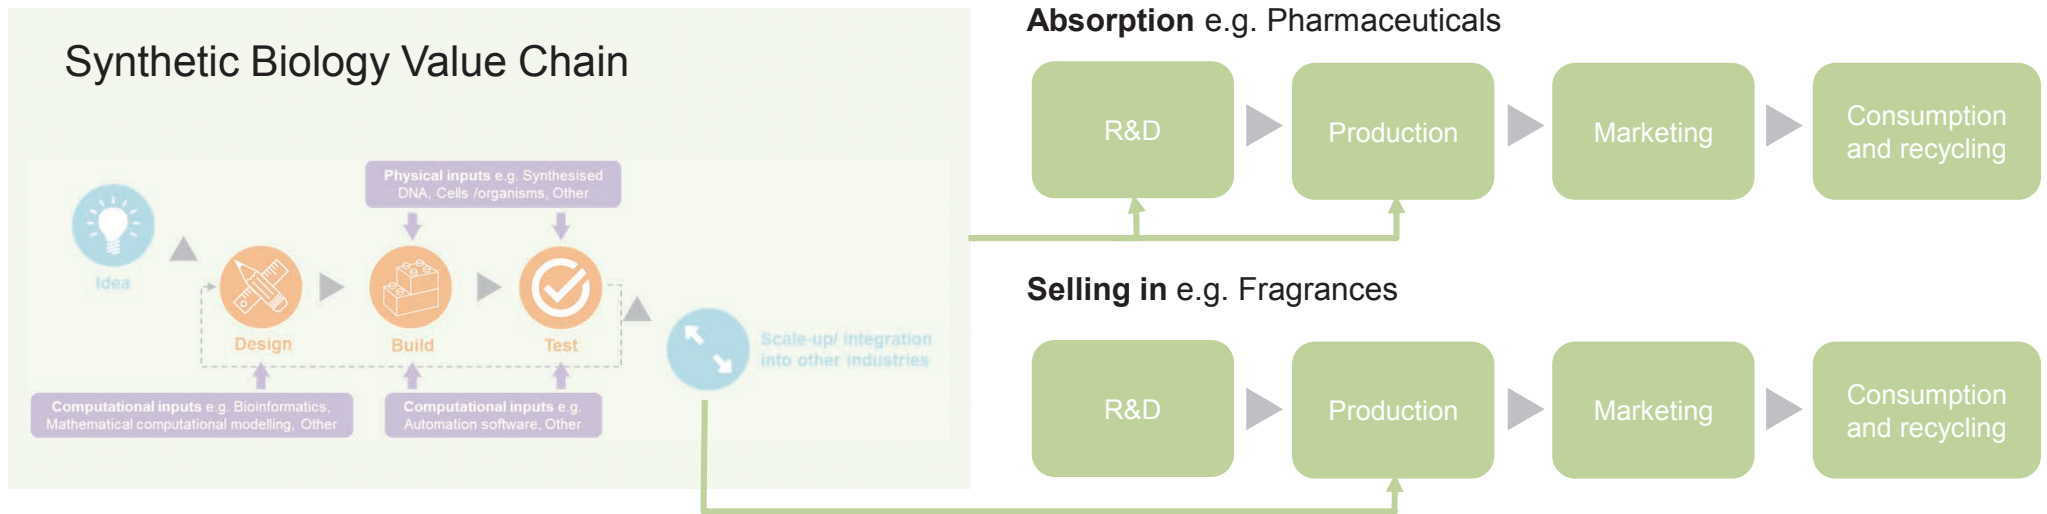 Synthetic Biology Value Chain
Physical inputs e.g. Synthesised
DNA, Cells /organisms, Other
Idea
Design
Build
Test
Scale-up/ integration
into other industries
Computational inputs e.g. Bioinformatics,
Mathematical computational modelling, Other
Computational inputs e.g.
Automation software, Other
Absorption e.g. Pharmaceuticals
R&D
Production
Marketing
Consumption
and recycling
Selling in e.g. Fragrances
R&D
Production
Marketing
Consumption
and recycling